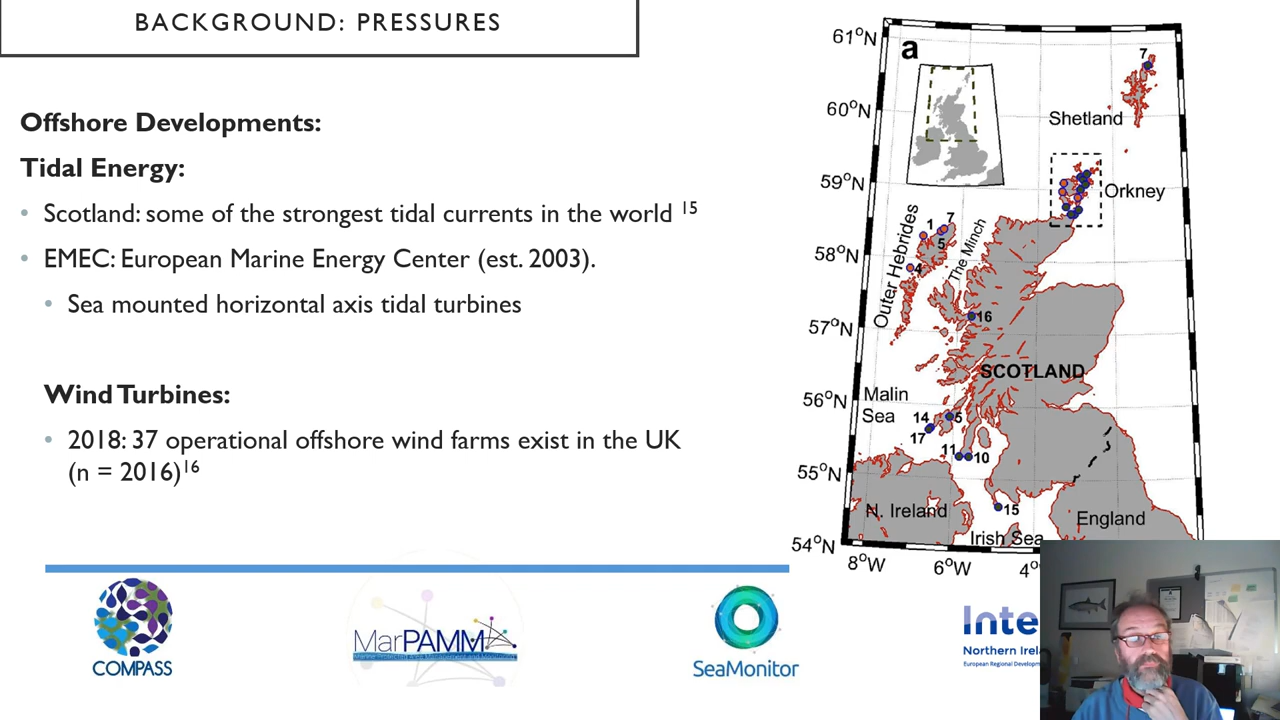 BACKGROUND: PRESSURES
Offshore Developments:
Tidal Energy:
• Scotland: some of the strongest tidal currents in the world 15
• EMEC: European Marine Energy Center (est. 2003).
• Sea mounted horizontal axis tidal turbines
Wind Turbines:
• 2018: 37 operational offshore wind farms exist in the UK
(n = 2016)16
a
61°N
60°N
59°N
58°N
57°N
56°N
55°N
54°N
8°W
6°W
4°
7
Shetland
Orkney
Outer Hebrides
1
7
5
4
The Minch
16
SCOTLAND
Malin
Sea
14
5
17
11
10
15
N. Ireland
Irish Sea
England
COMPASS
MarPAMM
SeaMonitor
Inte
Northern Irel
European Regional Developm